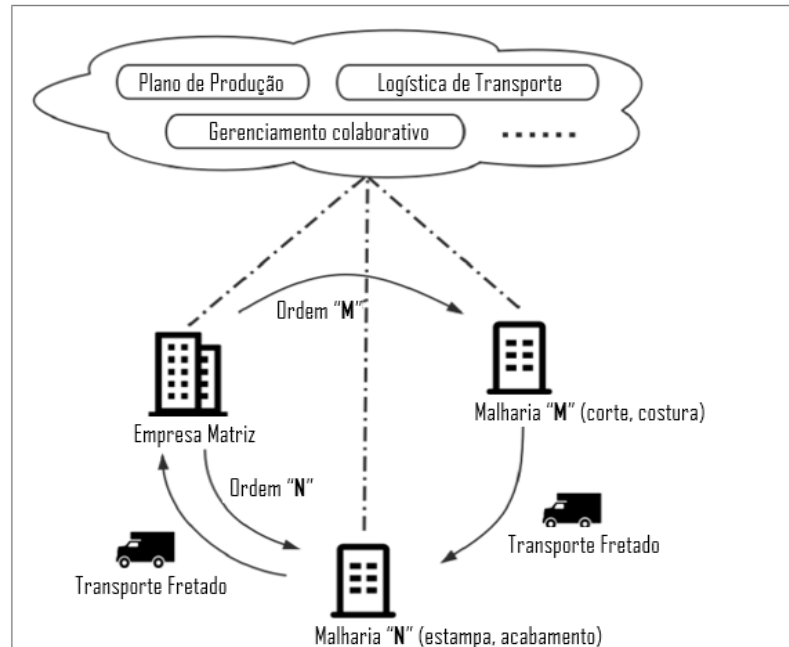 Plano de Produção
Logística de Transporte
Gerenciamento colaborativo
......
Ordem “M”
Empresa Matriz
Malharia “M” (corte, costura)
Ordem “N”
Transporte Fretado
Transporte Fretado
Malharia “N” (estampa, acabamento)